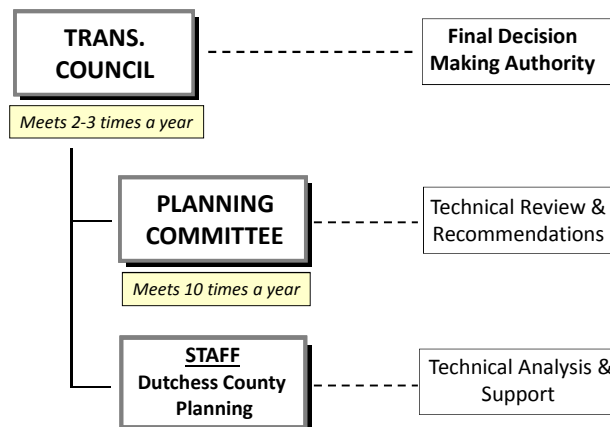 TRANS.
COUNCIL
Final Decision
Making Authority
Meets 2-3 times a year
PLANNING
COMMITTEE
Technical Review &
Recommendations
Meets 10 times a year
STAFF
Dutchess County
Planning
Technical Analysis &
Support